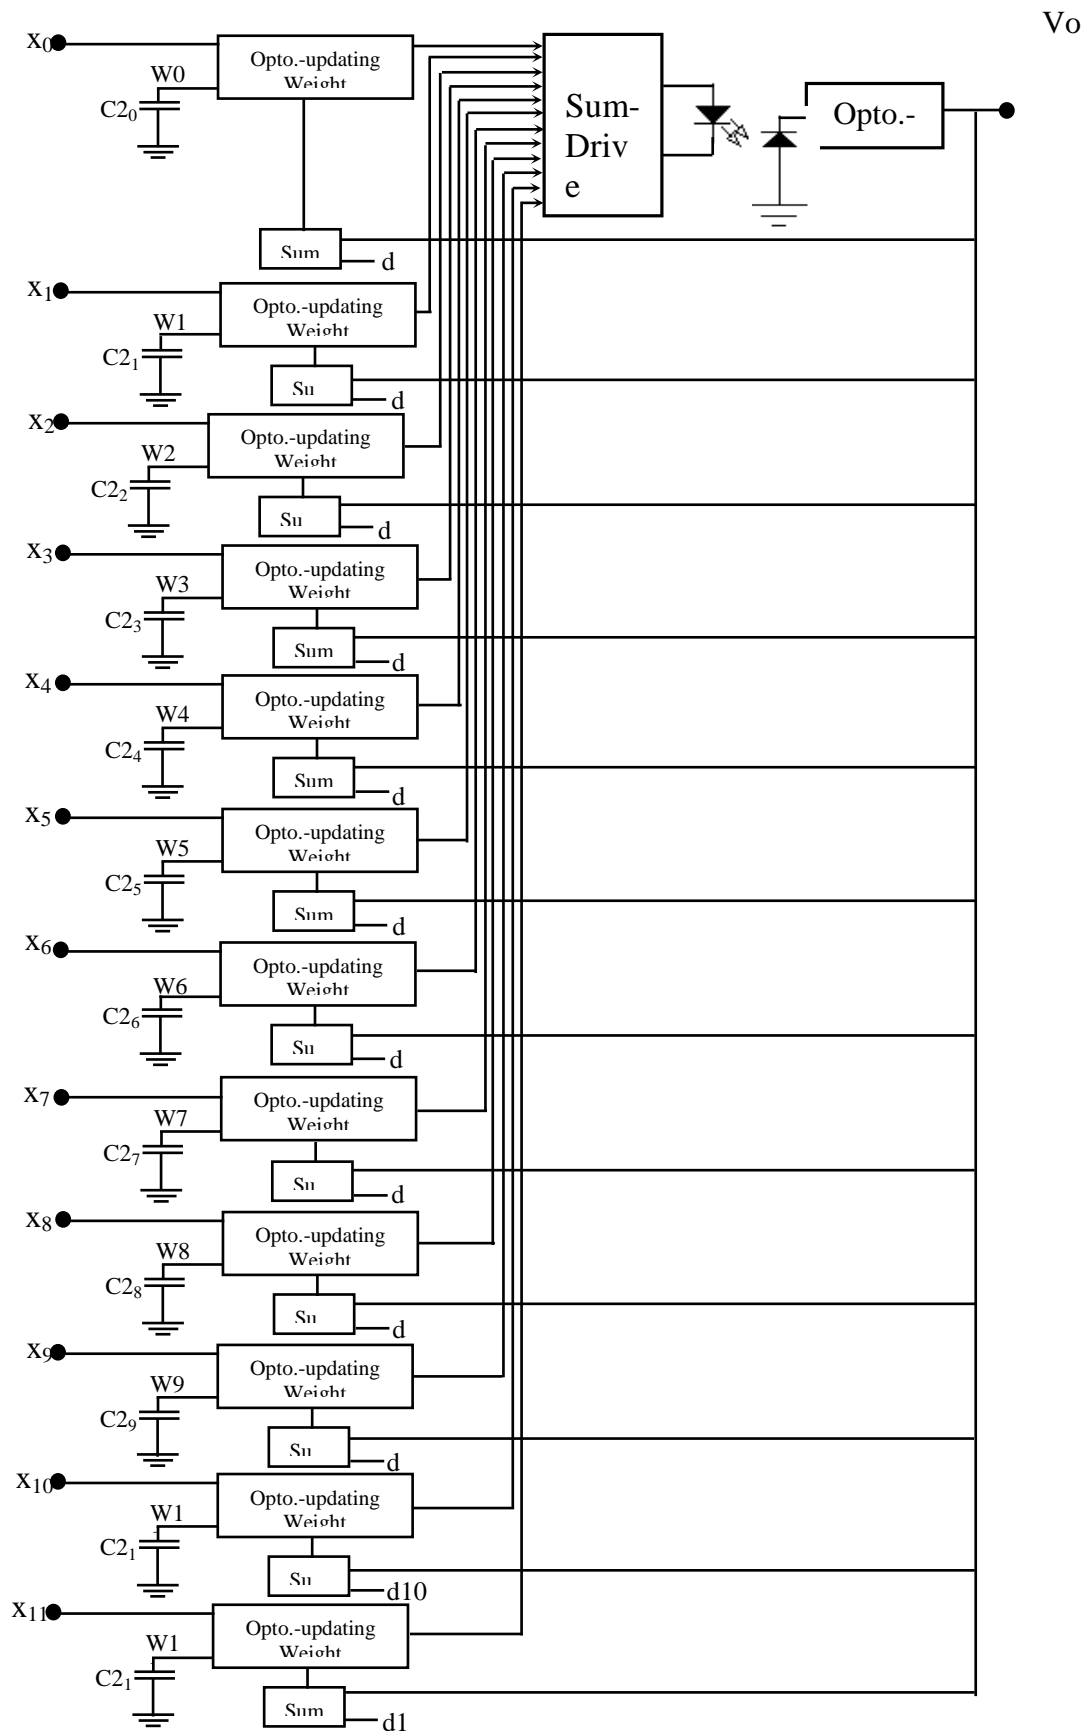 Vo
x0
Opto.-updating
Weight
W0
C20
Sum-
Driv
e
Opto.-
Sum
d
x1
Opto.-updating
Weight
W1
C21
Su
d
x2
Opto.-updating
Weight
W2
C22
Su
d
x3
Opto.-updating
Weight
W3
C23
Sum
d
x4
Opto.-updating
Weight
W4
C24
Sum
d
x5
Opto.-updating
Weight
W5
C25
Sum
d
x6
Opto.-updating
Weight
W6
C26
Su
d
x7
Opto.-updating
Weight
W7
C27
Su
d
x8
Opto.-updating
Weight
W8
C28
Su
d
x9
Opto.-updating
Weight
W9
C29
Su
d
x10
Opto.-updating
Weight
W1
C21
Su
d10
x11
Opto.-updating
Weight
W1
C21
Sum
d1